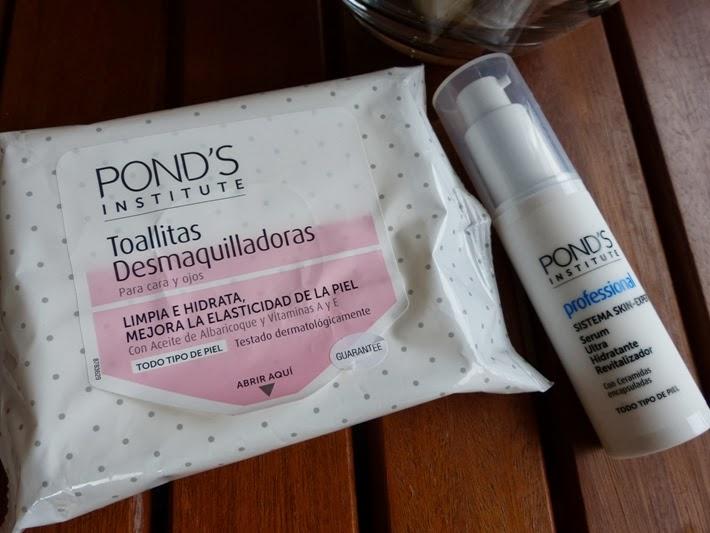 POND'S
INSTITUTE
Toallitas
Desmaquilladoras
Para cara y ojos
LIMPIA E HIDRATA,
MEJORA LA ELASTICIDAD DE LA PIEL
Con Aceite de Albaricoque y Vitaminas A y E
TODO TIPO DE PIEL
Testado dermatológicamente
GUARANTEE
ABRIR AQUÍ
POND'S
INSTITUTE
professional
SISTEMA SKIN-EXPERT
Serum
Ultra
Hidratante
Revitalizador
Con Ceramidas
encapsuladas
TODO TIPO DE PIEL